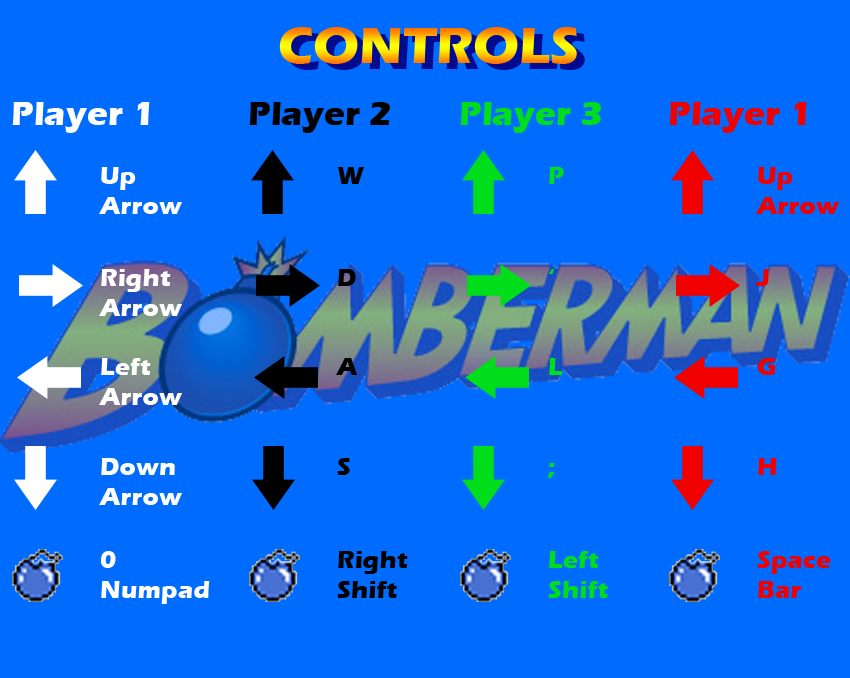 CONTROLS
Player 1 Player 2 Player 3 Player 1
Up
Arrow
W
P
Up
Arrow
BOMBERMAN
Right
Arrow
D
‘
J
Left
Arrow
A
L
G
Down
Arrow
S
;
H
0
Numpad
Right
Shift
Left
Shift
Space
Bar